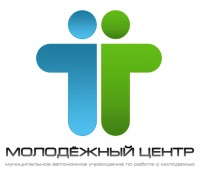 МОЛОДЁЖНЫЙ ЦЕНТР
муниципальное автономное учреждение по работе с молодежью